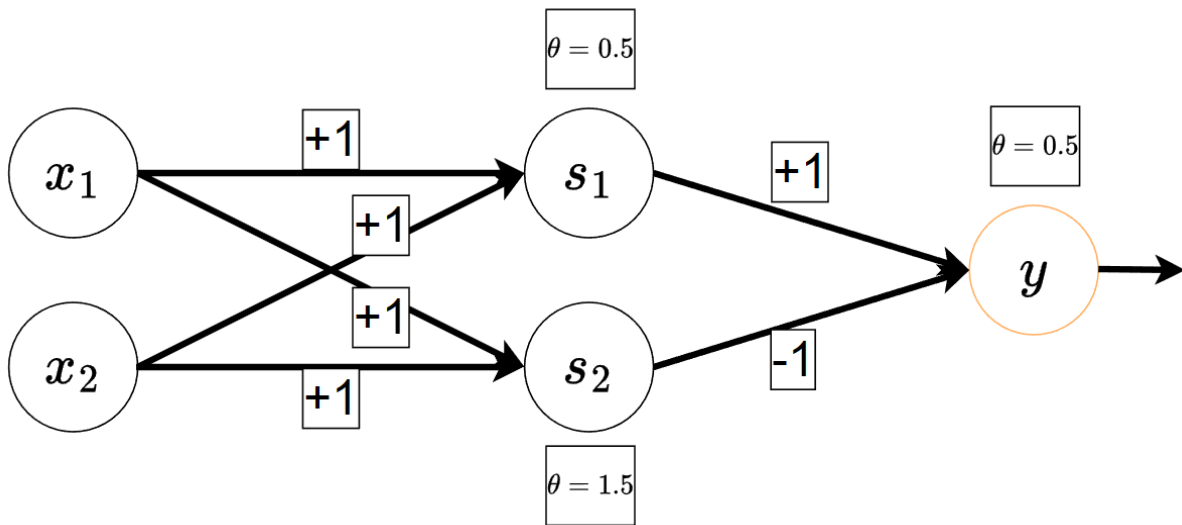 θ = 0.5
x₁
+1
s₁
+1
θ = 0.5
+1
y
+1
x₂
+1
s₂
-1
θ = 1.5